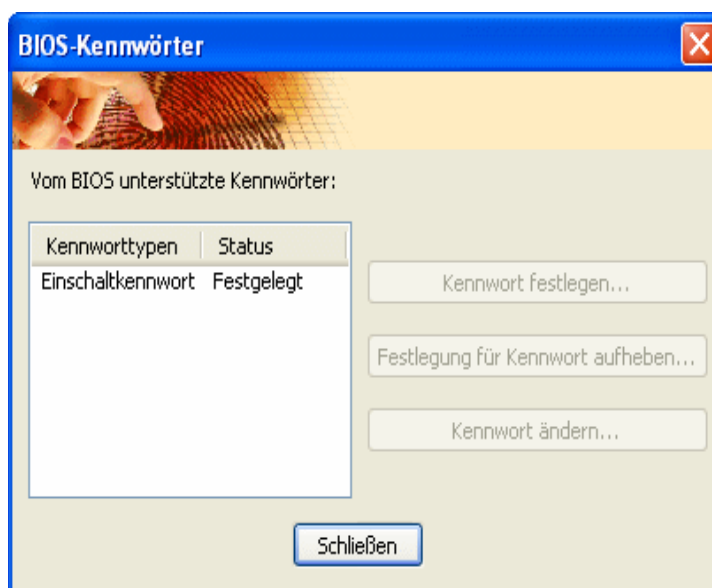 BIOS-Kennwörter
Vom BIOS unterstützte Kennwörter:
Kennworttypen Status
Einschaltkennwort Festgelegt
Kennwort festlegen...
Festlegung für Kennwort aufheben...
Kennwort ändern...
Schließen